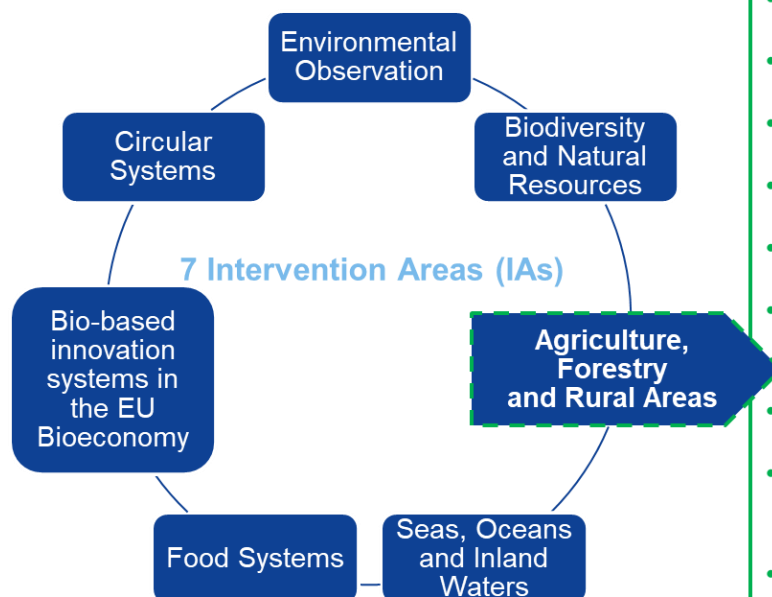 Environmental
Observation
Biodiversity
and Natural
Resources
Circular
Systems
7 Intervention Areas (IAs)
Agriculture,
Forestry
and Rural Areas
Bio-based
innovation
systems in
the EU
Bioeconomy
Seas, Oceans
and Inland
Waters
Food Systems